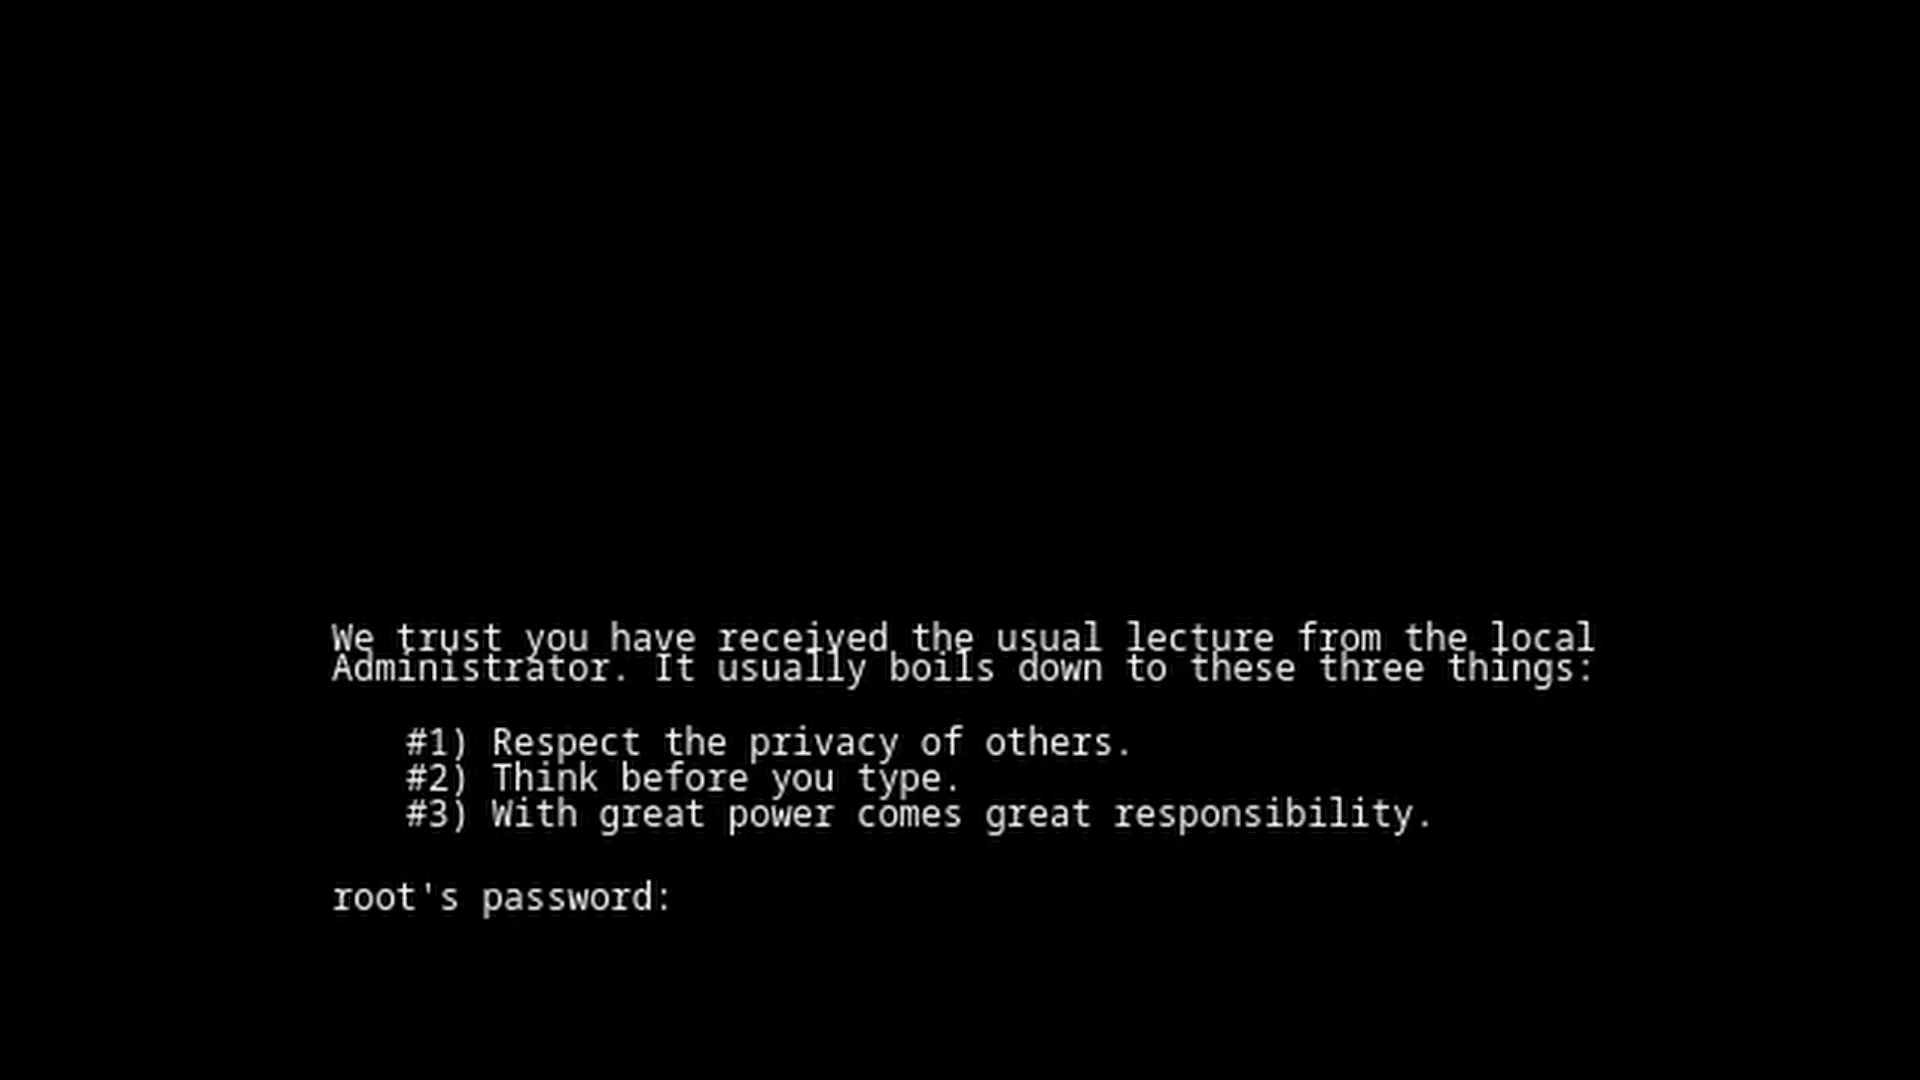 We trust you have received the usual lecture from the local
Administrator. It usually boils down to these three things:
#1) Respect the privacy of others.
#2) Think before you type.
#3) With great power comes great responsibility.
root's password: